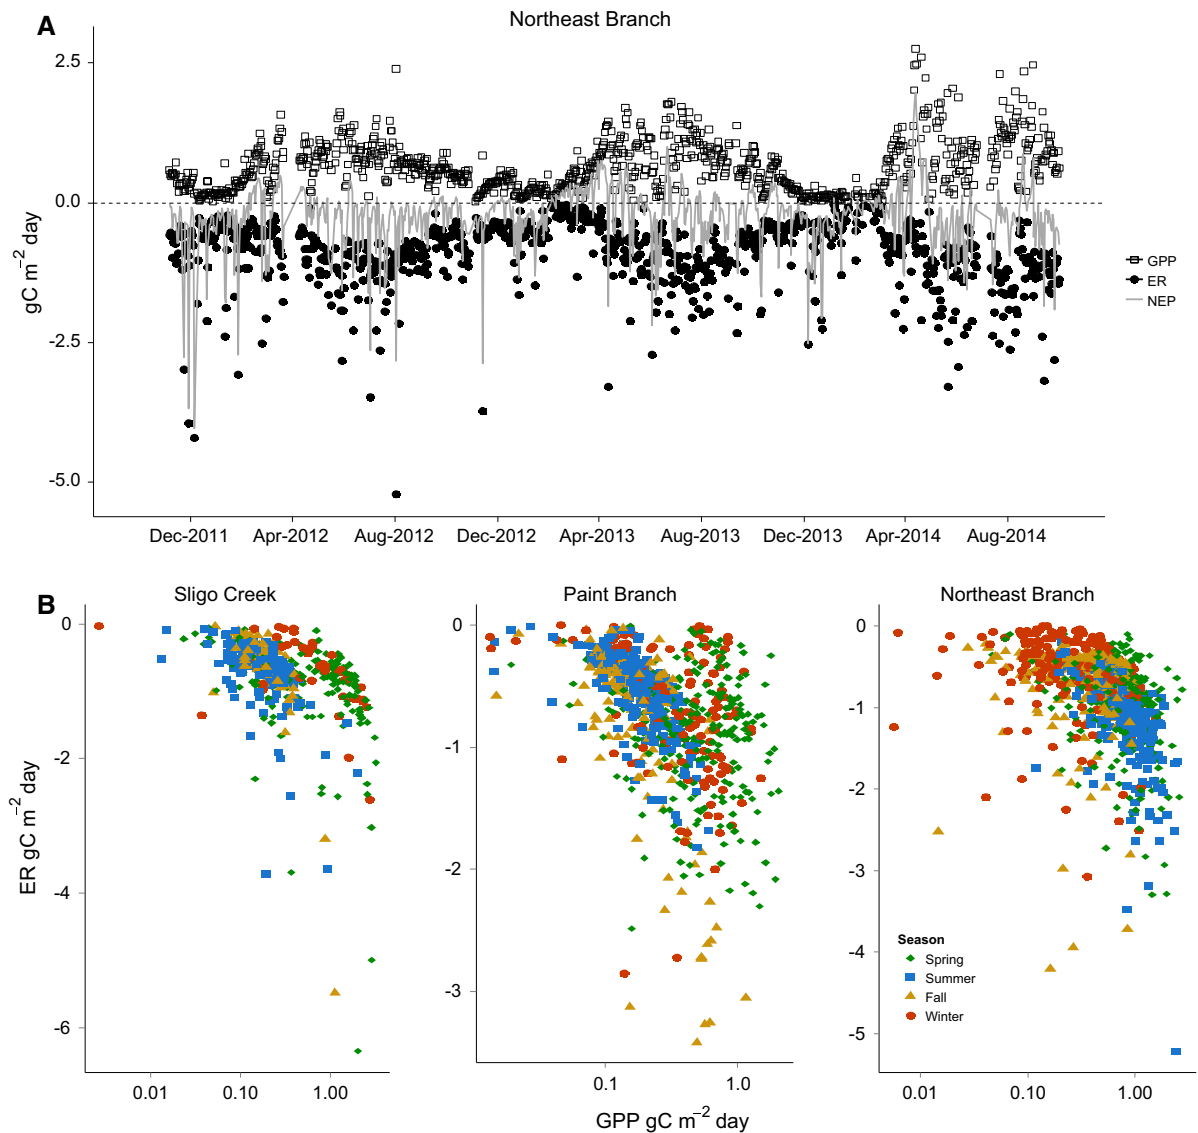 A
Northeast Branch
2.5
0.0
-2.5
-5.0
gC m−2 day
GPP
ER
NEP
Dec-2011 Apr-2012 Aug-2012 Dec-2012 Apr-2013 Aug-2013 Dec-2013 Apr-2014 Aug-2014
B
Sligo Creek
Paint Branch
Northeast Branch
ER gC m−2 day
0
-2
-4
-6
0.01 0.10 1.00
0
-1
-2
-3
0.1 1.0
0
-1
-2
-3
-4
-5
Season
Spring
Summer
Fall
Winter
0.01 0.10 1.00
GPP gC m−2 day